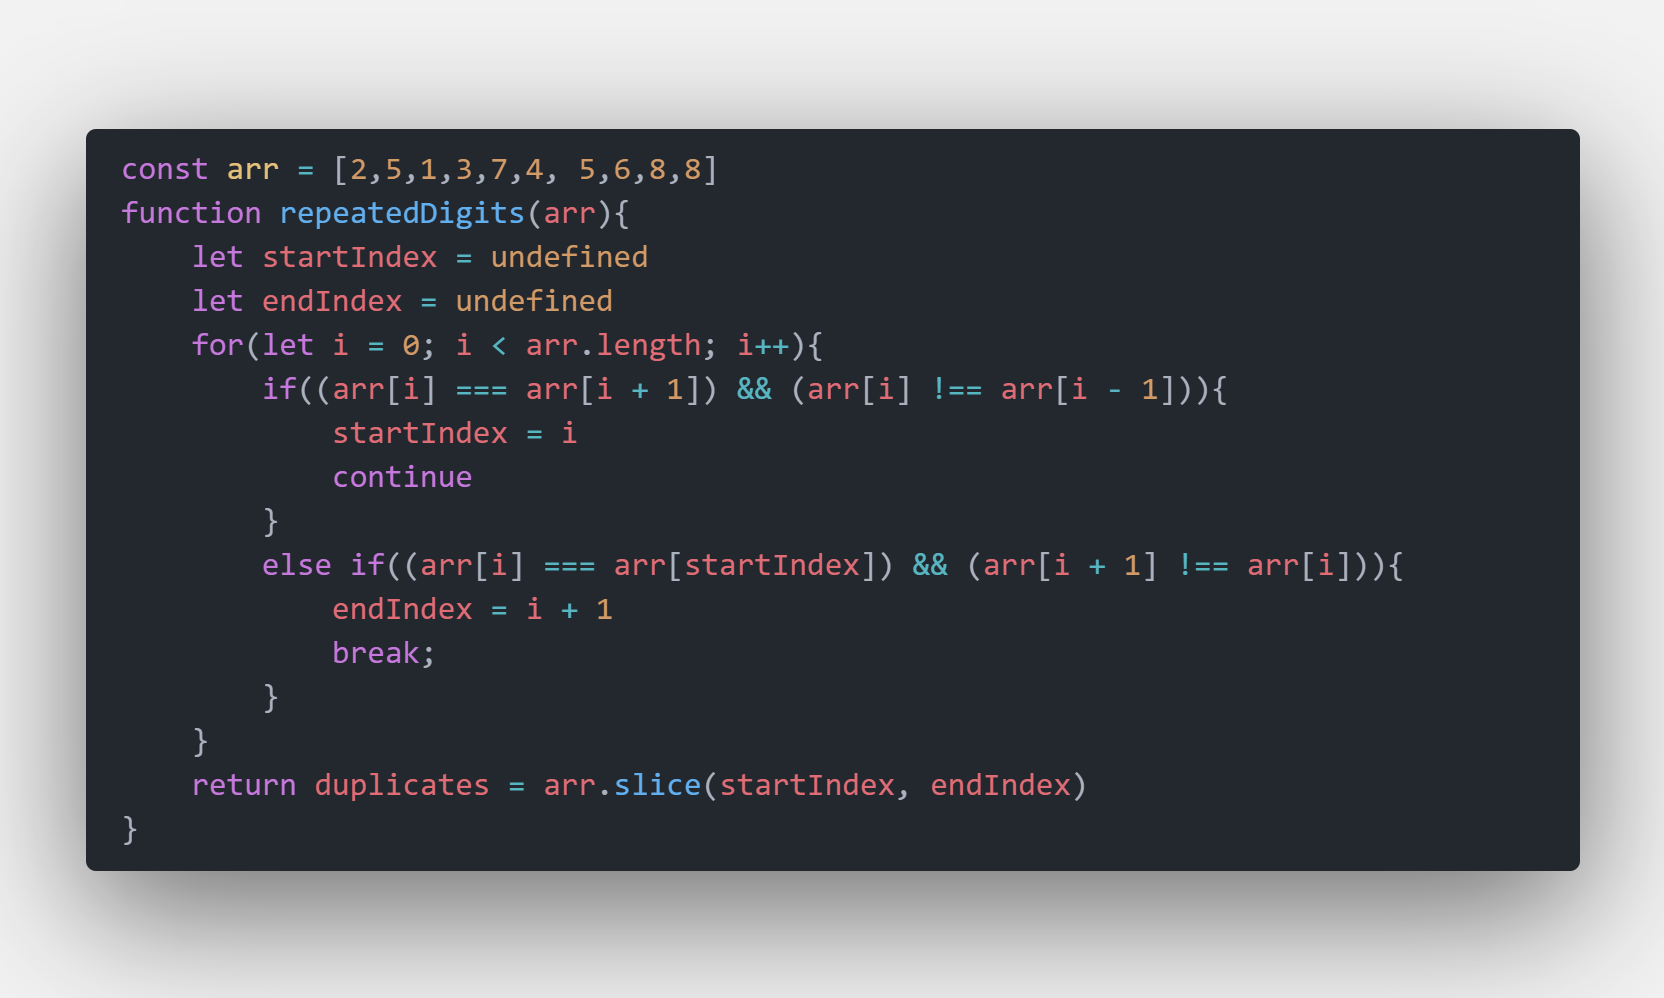 const arr = [2,5,1,3,7,4, 5,6,8,8]
function repeatedDigits(arr){
    let startIndex = undefined
    let endIndex = undefined
    for(let i = 0; i < arr.length; i++){
        if((arr[i] === arr[i + 1]) && (arr[i] !== arr[i - 1])){
            startIndex = i
            continue
        }
        else if((arr[i] === arr[startIndex]) && (arr[i + 1] !== arr[i])){
            endIndex = i + 1
            break;
        }
    }
    return duplicates = arr.slice(startIndex, endIndex)
}